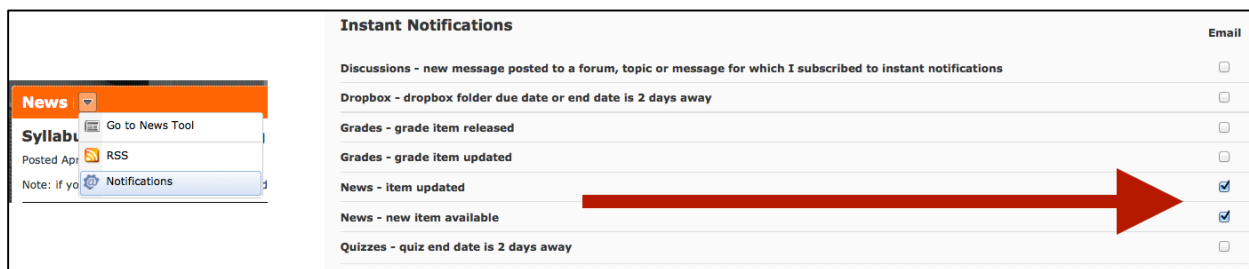 News
Go to News Tool
Syllabu
RSS
Posted Apr
Notifications
Note: if yo
Instant Notifications
Email
Discussions - new message posted to a forum, topic or message for which I subscribed to instant notifications
Dropbox - dropbox folder due date or end date is 2 days away
Grades - grade item released
Grades - grade item updated
News - item updated
News - new item available
Quizzes - quiz end date is 2 days away